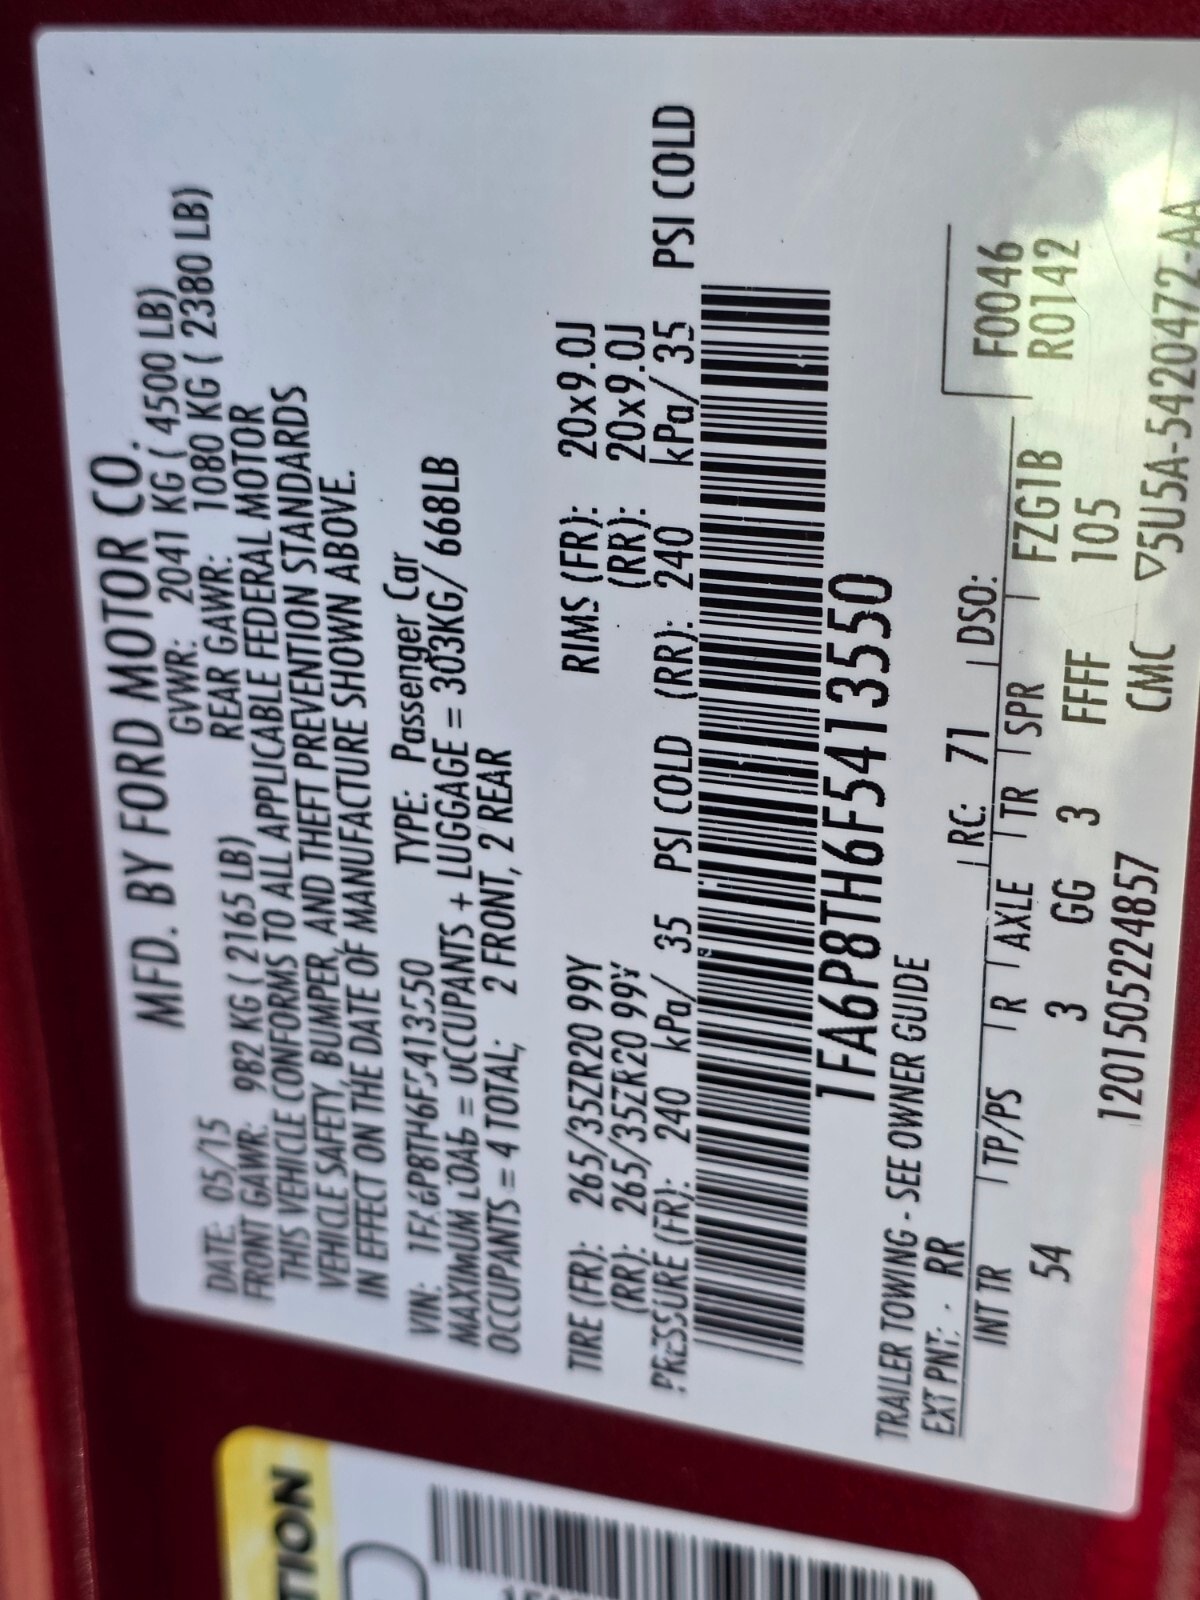 MFD. BY FORD MOTOR CO.
DATE: 05/15 GVWR: 2041 KG ( 4500 LB)
FRONT GAWR: 982 KG ( 2165 LB) REAR GAWR: 1080 KG ( 2380 LB)
THIS VEHICLE CONFORMS TO ALL APPLICABLE FEDERAL MOTOR
VEHICLE SAFETY, BUMPER, AND THEFT PREVENTION STANDARDS
IN EFFECT ON THE DATE OF MANUFACTURE SHOWN ABOVE.
VIN: 1FA6P8TH6F5413550 TYPE: Passenger Car
MAXIMUM LOAD = OCCUPANTS + LUGGAGE = 303KG/ 668LB
OCCUPANTS = 4 TOTAL; 2 FRONT, 2 REAR
TIRE (FR): 265/35ZR20 99Y RIMS (FR): 20x9.0J
(RR): 265/35ZR20 99Y (RR): 20x9.0J
PRESSURE (FR): 240 kPa/ 35 PSI COLD (RR): 240 kPa/ 35 PSI COLD
1FA6P8TH6F5413550
TRAILER TOWING - SEE OWNER GUIDE
EXT PNT: RR RC: 71 DSO:
INT TR TP/PS R AXLE TR SPR FZG1B F0046
54 3 GG 3 FFFF 105 R0142
1201505224857 CMC ▽5U5A-5420472-AA
TION